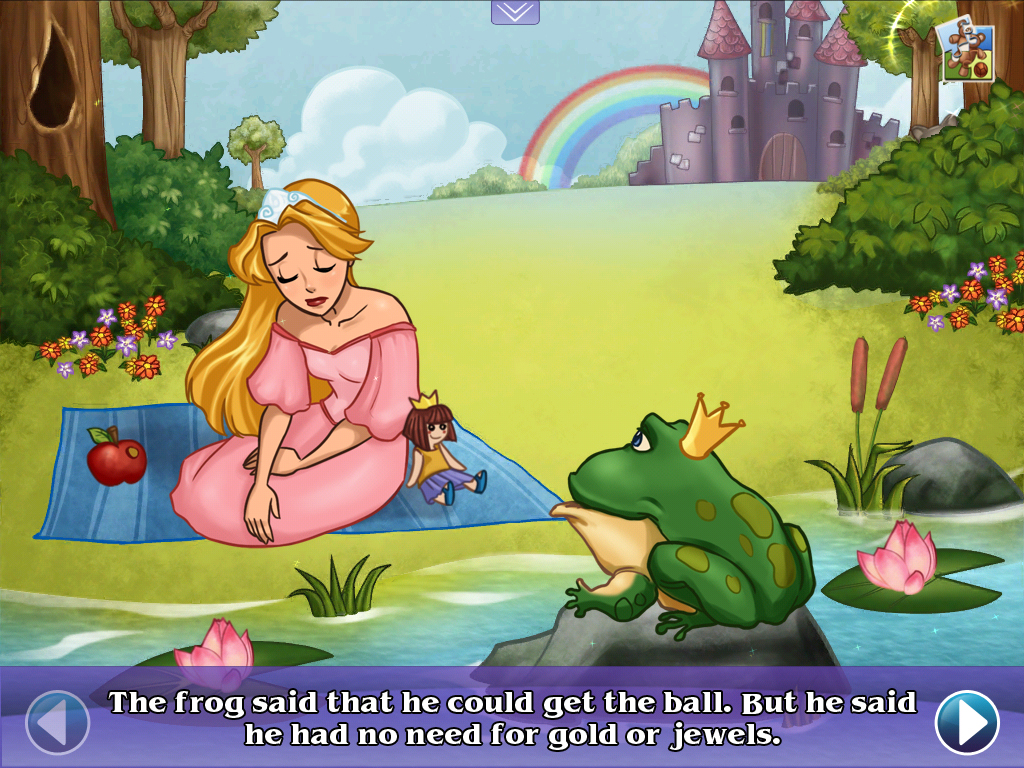 The frog said that he could get the ball. But he said
he had no need for gold or jewels.